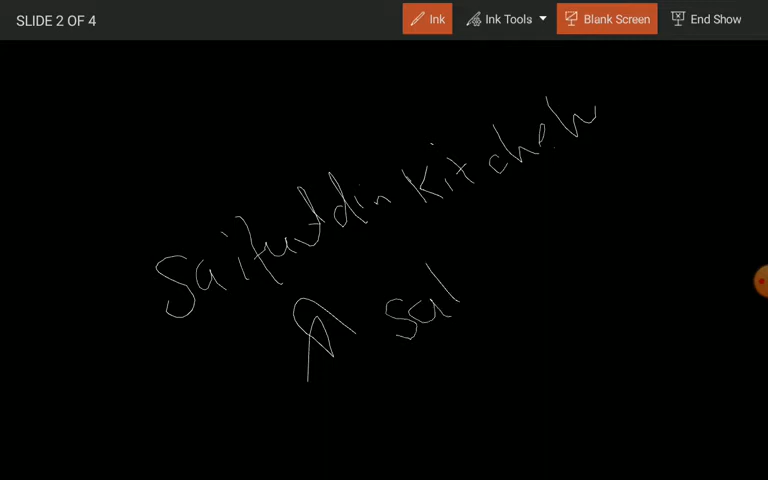 SLIDE 2 OF 4
Ink
Ink Tools
Blank Screen
End Show
Saifuddin Kitchen
A sal